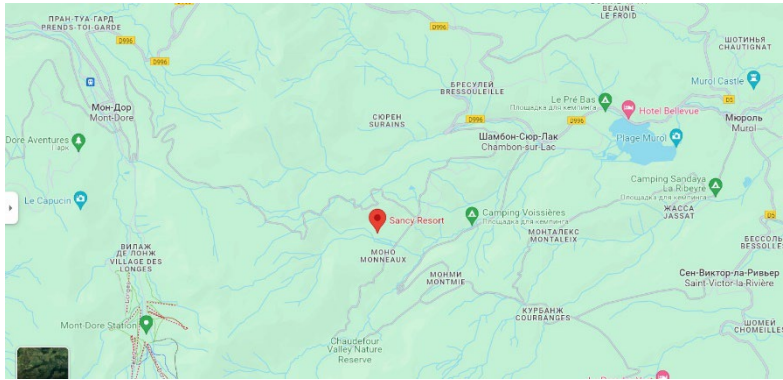 ПРАН-ТУА-ГАРД
PRENDS-TOI-GARDE
D996
BEAUNE
LE FROID
D996
ШОТИНЬЯ
CHAUTIGNAT
Мон-Дор
Mont-Dore
БРЕСУЛЕЙ
BRESSOULEILLE
Le Pré Bas
Площадка для кемпинга
Murol Castle
D5
СЮРЕН
SURAINS
D996
D996
Hotel Bellevue
Plage Murol
Мюроль
Murol
Dore Aventures
Парк
Шамбон-Сюр-Лак
Chambon-sur-Lac
Le Capucin
Camping Sandaya
La Ribeyre
Площадка для кемпинга
D5
Sancy Resort
Camping Voissières
Площадка для кемпинга
ЖАССА
JASSAT
МОНТАЛЕКС
MONTALEIX
ВИЛАЖ
ДЕ ЛОНЖ
VILLAGE DES
LONGES
МОНО
MONNEAUX
БЕССОЛЬ
BESSOLLE
МОНМИ
MONTMIE
Сен-Виктор-ла-Ривьер
Saint-Victor-la-Rivière
КУРБАНЖ
COURBANGES
Mont-Dore Station
Chaudefour
Valley Nature
Reserve
ШОМЕЙ
CHOMEILLES